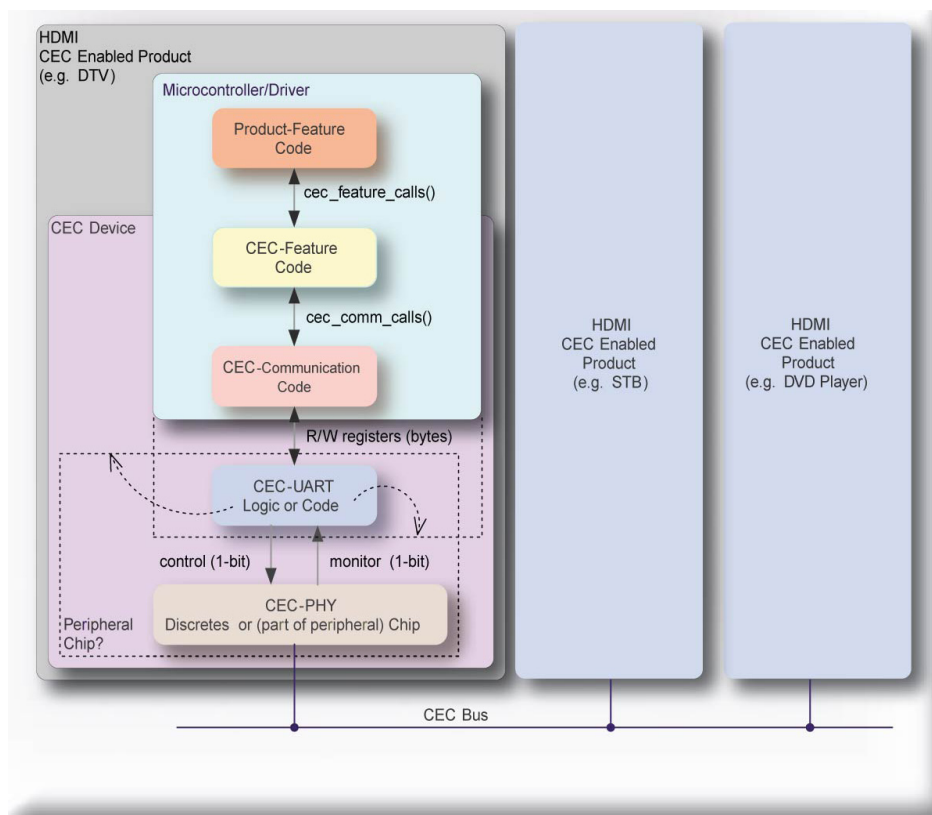 HDMI
CEC Enabled Product
(e.g. DTV)
Microcontroller/Driver
Product-Feature
Code
cec_feature_calls()
CEC Device
CEC-Feature
Code
cec_comm_calls()
CEC-Communication
Code
R/W registers (bytes)
CEC-UART
Logic or Code
control (1-bit)
monitor (1-bit)
CEC-PHY
Discretes or (part of peripheral) Chip
Peripheral
Chip?
HDMI
CEC Enabled
Product
(e.g. STB)
HDMI
CEC Enabled
Product
(e.g. DVD Player)
CEC Bus